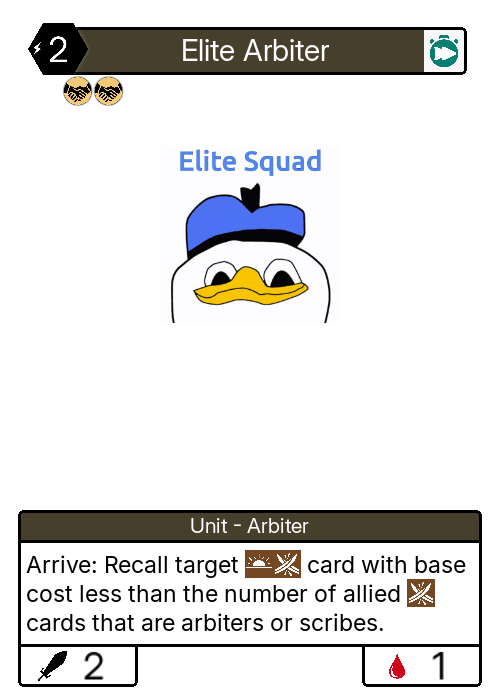 2 Elite Arbiter
Elite Squad
Unit - Arbiter
Arrive: Recall target card with base
cost less than the number of allied
cards that are arbiters or scribes.
2 1